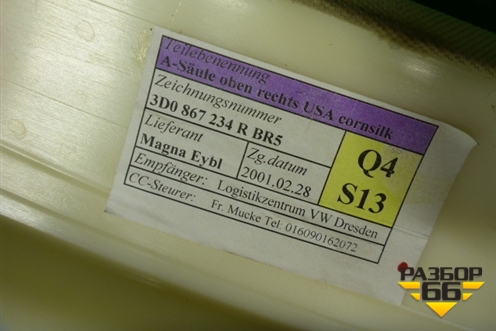 Teilebenennung
A-Säule oben rechts USA cornsilk
Zeichnungsnummer
3D0 867 234 R BR5
Lieferant
Magna Eybl
Zg.datum
2001.02.28
Q4
S13
Empfänger: Logistikzentrum VW Dresden
CC-Steurer: Fr. Mucke Tel: 016090162072
РАЗБОР
66